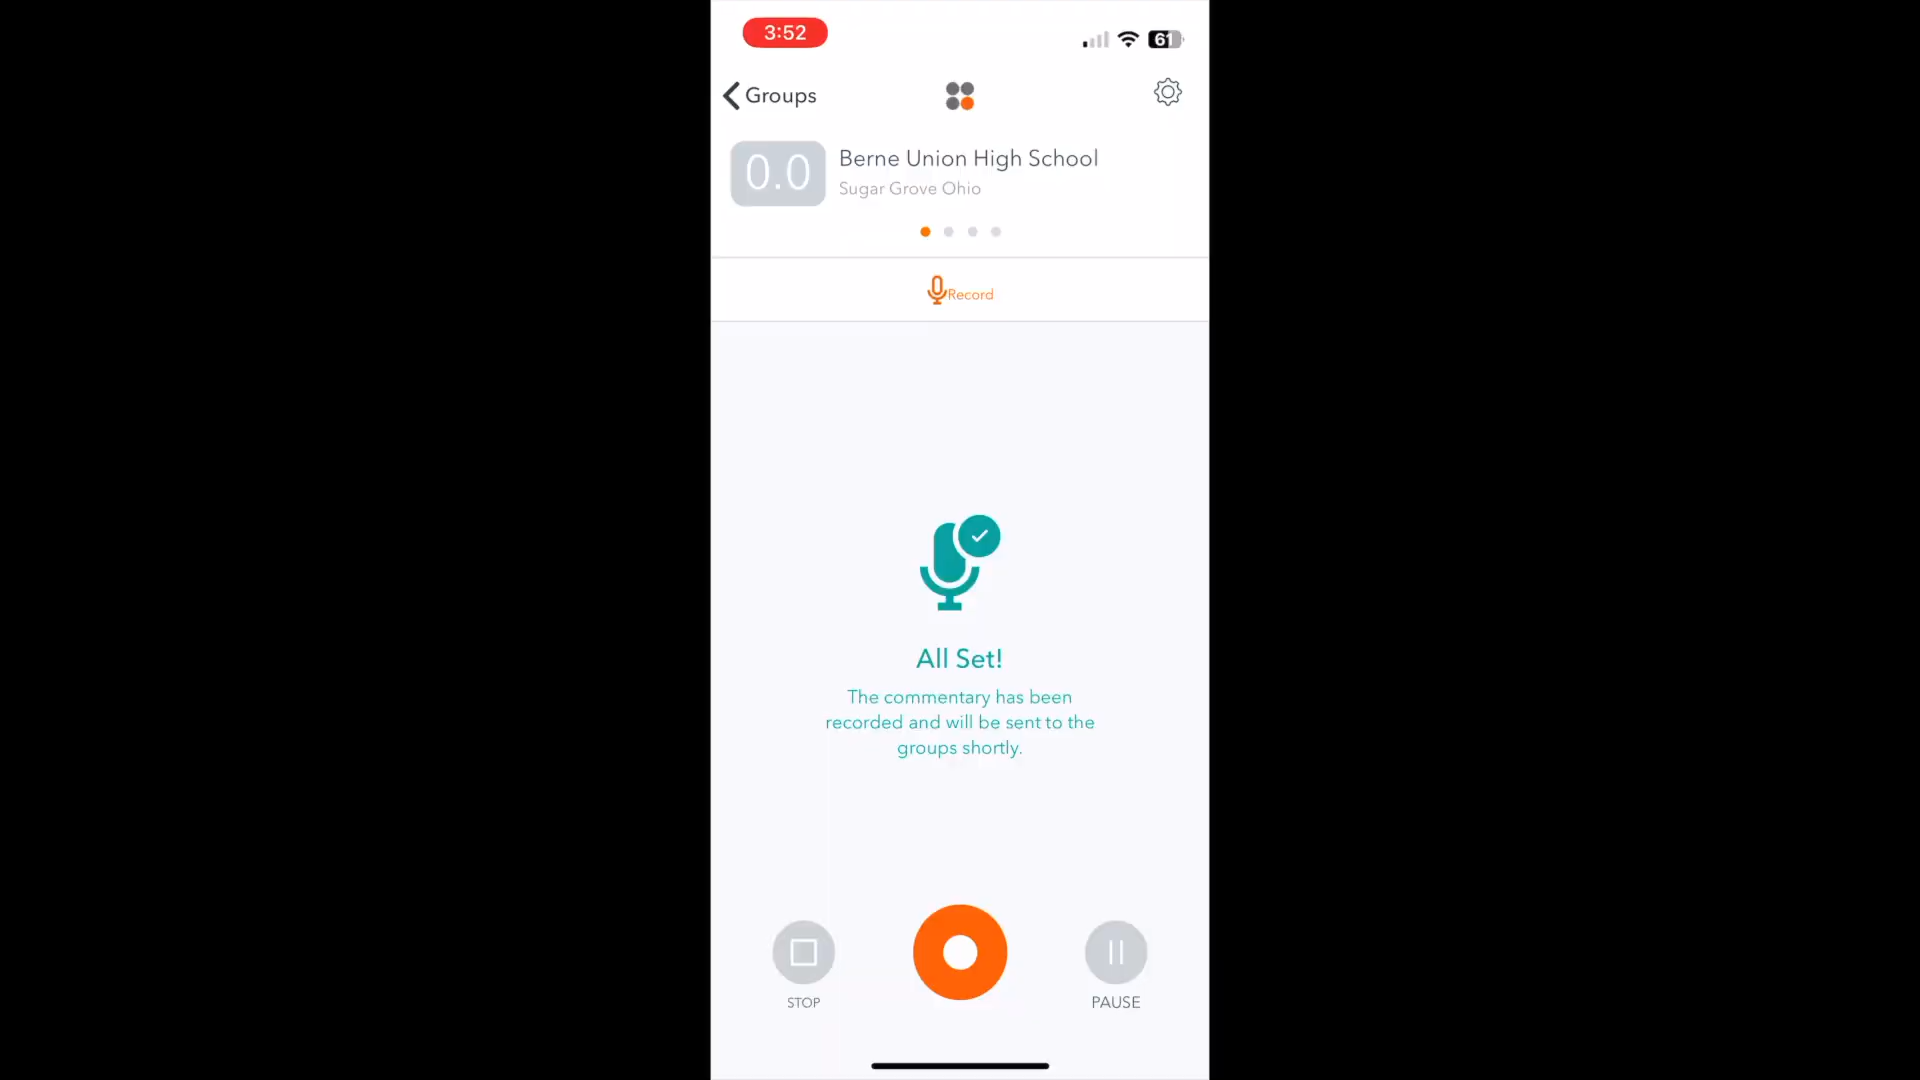 3:52
61
Groups
0.0
Berne Union High School
Sugar Grove Ohio
Record
All Set!
The commentary has been
recorded and will be sent to the
groups shortly.
STOP
PAUSE